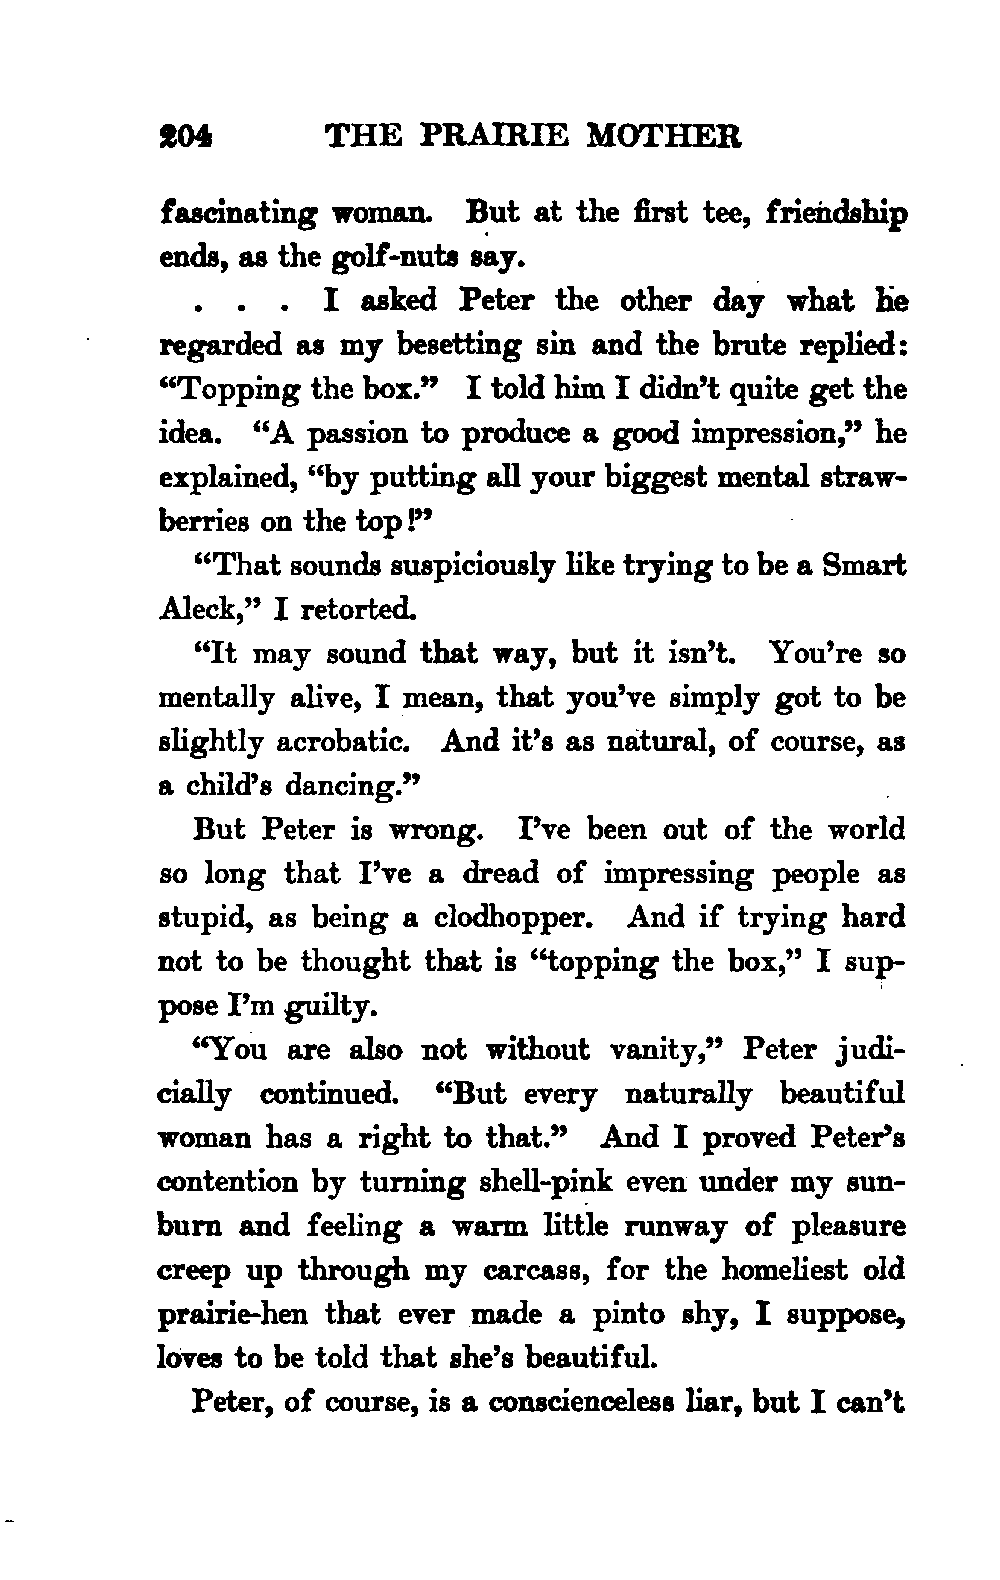 204 THE PRAIRIE MOTHER
fascinating woman. But at the first tee, friendship
ends, as the golf-nuts say.
. . . I asked Peter the other day what he
regarded as my besetting sin and the brute replied:
“Topping the box.” I told him I didn’t quite get the
idea. “A passion to produce a good impression,” he
explained, “by putting all your biggest mental straw-
berries on the top!”
“That sounds suspiciously like trying to be a Smart
Aleck,” I retorted.
“It may sound that way, but it isn’t. You’re so
mentally alive, I mean, that you’ve simply got to be
slightly acrobatic. And it’s as natural, of course, as
a child’s dancing.”
But Peter is wrong. I’ve been out of the world
so long that I’ve a dread of impressing people as
stupid, as being a clodhopper. And if trying hard
not to be thought that is “topping the box,” I sup-
pose I’m guilty.
“You are also not without vanity,” Peter judi-
cially continued. “But every naturally beautiful
woman has a right to that.” And I proved Peter’s
contention by turning shell-pink even under my sun-
burn and feeling a warm little runway of pleasure
creep up through my carcass, for the homeliest old
prairie-hen that ever made a pinto shy, I suppose,
loves to be told that she’s beautiful.
Peter, of course, is a conscienceless liar, but I can’t